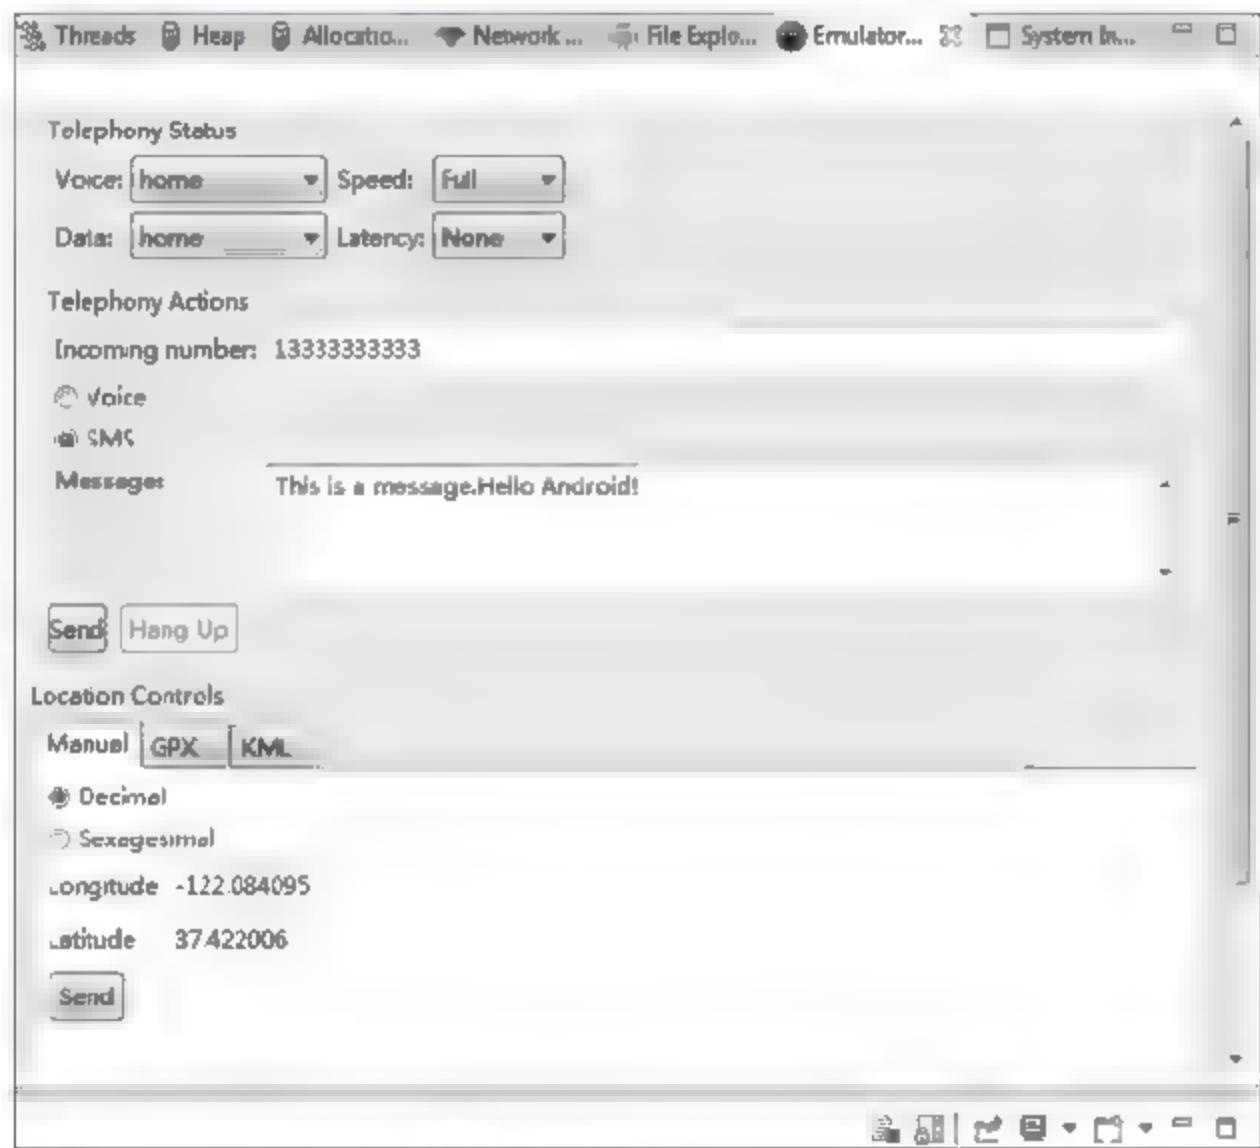 Threads Heap Allocatio... Network ... File Explo... Emulator... System In...
Telephony Status
Voice: home Speed: Full
Data: home Latency: None
Telephony Actions
Incoming number: 13333333333
Voice
SMS
Message:
This is a message.Hello Android!
Send Hang Up
Location Controls
Manual GPX KML
Decimal
Sexagesimal
Longitude -122.084095
Latitude 37.422006
Send